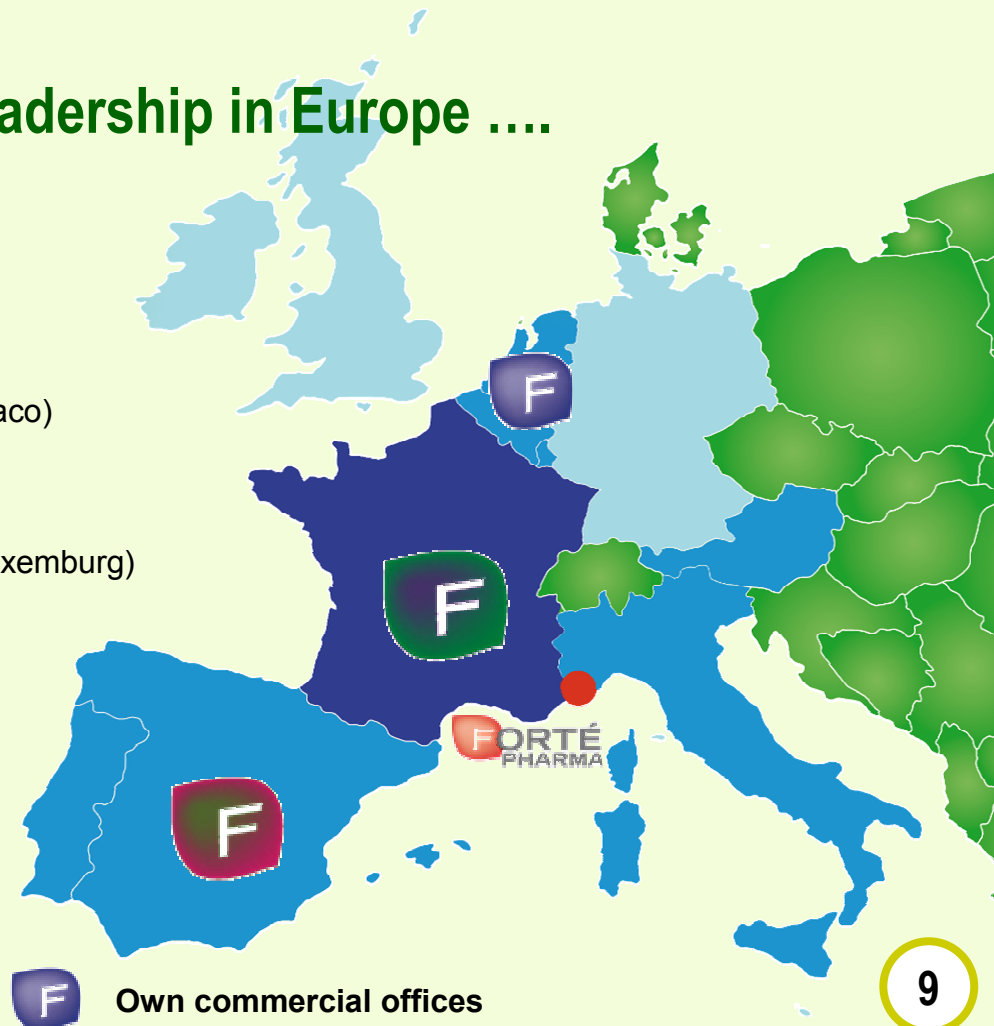 adership in Europe ....
aco)
xemburg)
F
F
F
FORTÉ
PHARMA
F
Own commercial offices
9